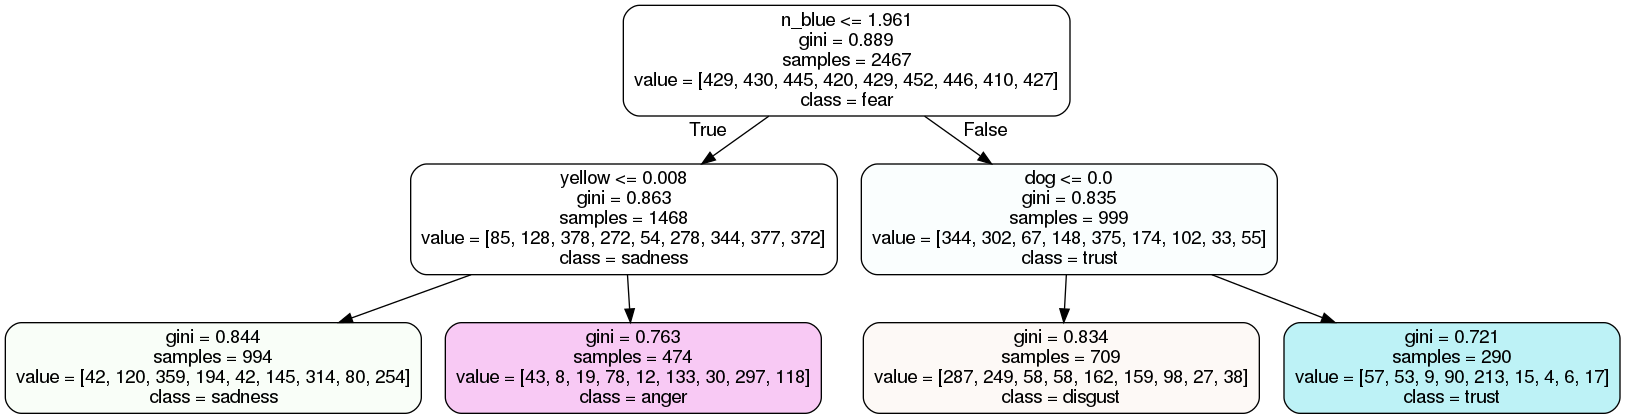 n_blue <= 1.961
gini = 0.889
samples = 2467
value = [429, 430, 445, 420, 429, 452, 446, 410, 427]
class = fear
True
False
yellow <= 0.008
gini = 0.863
samples = 1468
value = [85, 128, 378, 272, 54, 278, 344, 377, 372]
class = sadness
dog <= 0.0
gini = 0.835
samples = 999
value = [344, 302, 67, 148, 375, 174, 102, 33, 55]
class = trust
gini = 0.844
samples = 994
value = [42, 120, 359, 194, 42, 145, 314, 80, 254]
class = sadness
gini = 0.763
samples = 474
value = [43, 8, 19, 78, 12, 133, 30, 297, 118]
class = anger
gini = 0.834
samples = 709
value = [287, 249, 58, 58, 162, 159, 98, 27, 38]
class = disgust
gini = 0.721
samples = 290
value = [57, 53, 9, 90, 213, 15, 4, 6, 17]
class = trust